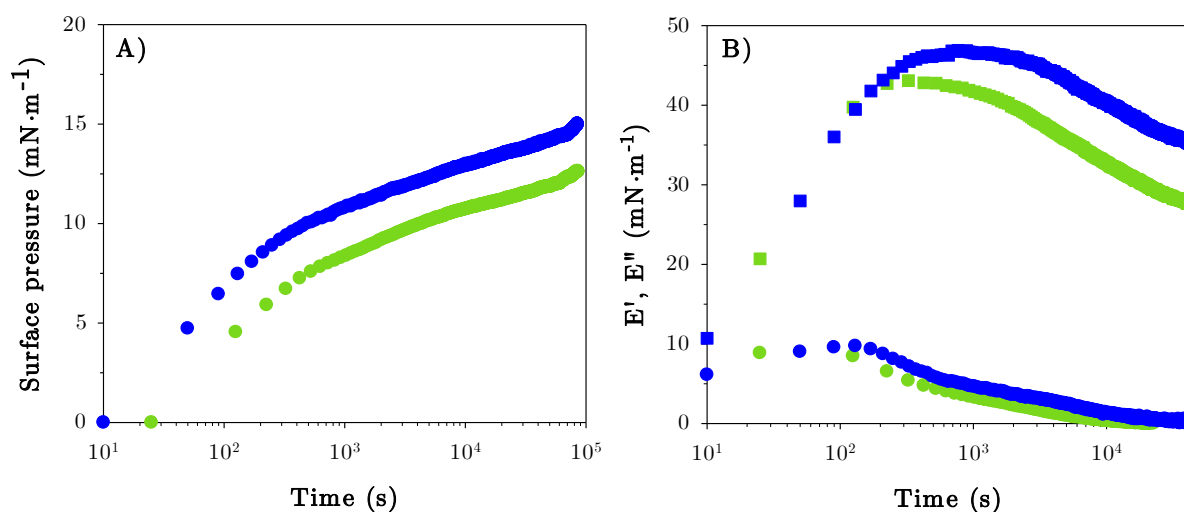 A)
Surface pressure (mN·m⁻¹)
20
15
10
5
0
10¹ 10² 10³ 10⁴ 10⁵
Time (s)
B)
E', E" (mN·m⁻¹)
50
40
30
20
10
0
10¹ 10² 10³ 10⁴
Time (s)